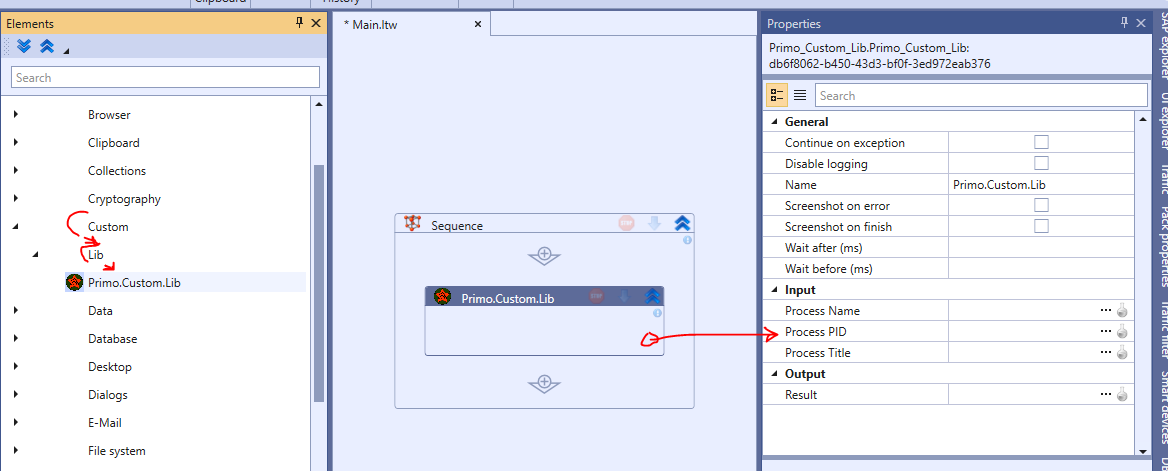 Clipboard
History
Elements
Search
Browser
Clipboard
Collections
Cryptography
Custom
Lib
Primo.Custom.Lib
Data
Database
Desktop
Dialogs
E-Mail
File system
* Main.ltw
Sequence
STOP
Primo.Custom.Lib
STOP
Properties
Primo_Custom_Lib.Primo_Custom_Lib:
db6f8062-b450-43d3-bf0f-3ed972eab376
Search
General
Continue on exception
Disable logging
Name Primo.Custom.Lib
Screenshot on error
Screenshot on finish
Wait after (ms)
Wait before (ms)
Input
Process Name
Process PID
Process Title
Output
Result
SAP explorer
UI explorer
Traffic
Pack properties
Traffic filter
Smart devices